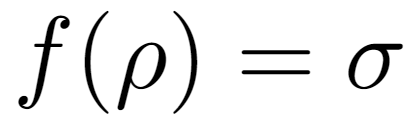 f(ρ) = σ